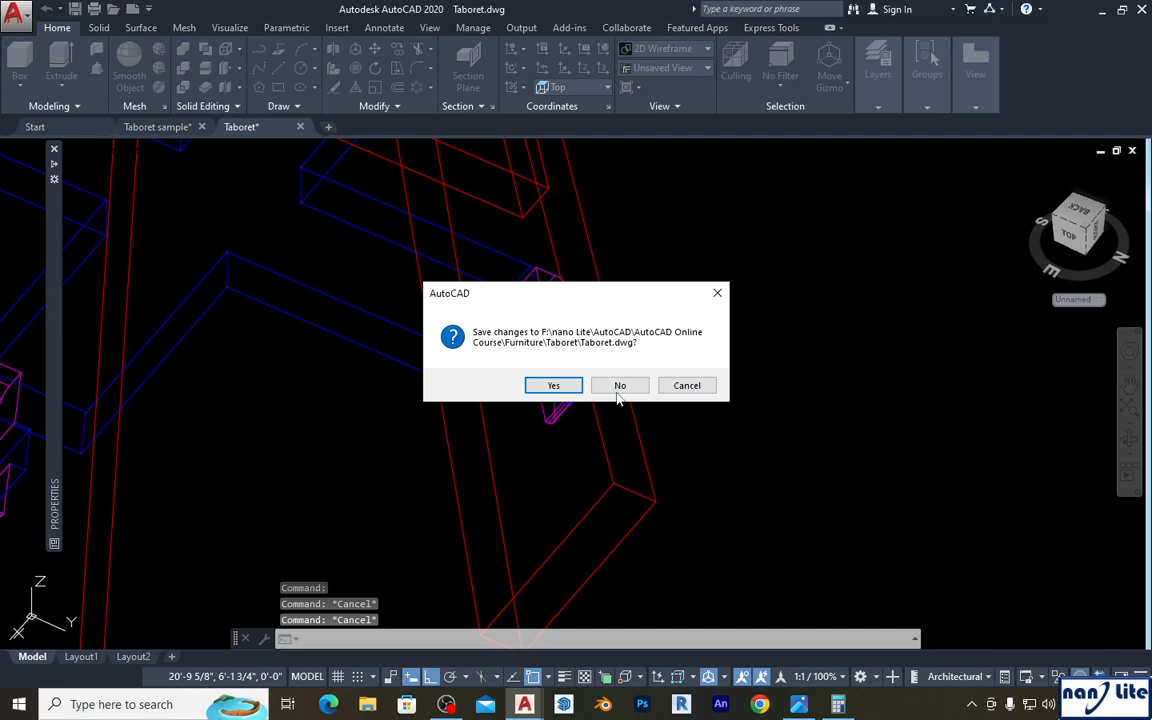 Autodesk AutoCAD 2020 Taboret.dwg
Type a keyword or phrase
Sign In
Home Solid Surface Mesh Visualize Parametric Insert Annotate View Manage Output Add-ins Collaborate Featured Apps Express Tools
Box
Extrude
Smooth
Object
Section
Plane
2D Wireframe
Unsaved View
Top
Culling
No Filter
Move
Gizmo
Layers
Groups
View
Modeling
Mesh
Solid Editing
Draw
Modify
Section
Coordinates
View
Selection
Start Taboret sample* Taboret*
BACK
TOP
S
E
N
Unnamed
AutoCAD
Save changes to F:\nano Lite\AutoCAD\AutoCAD Online
Course\Furniture\Taboret\Taboret.dwg?
Yes No Cancel
PROPERTIES
Z
Y
X
Command:
Command: *Cancel*
Command: *Cancel*
Model Layout1 Layout2
20'-9 5/8", 6'-1 3/4", 0'-0" MODEL 1:1 / 100% Architectural
Type here to search
nano lite